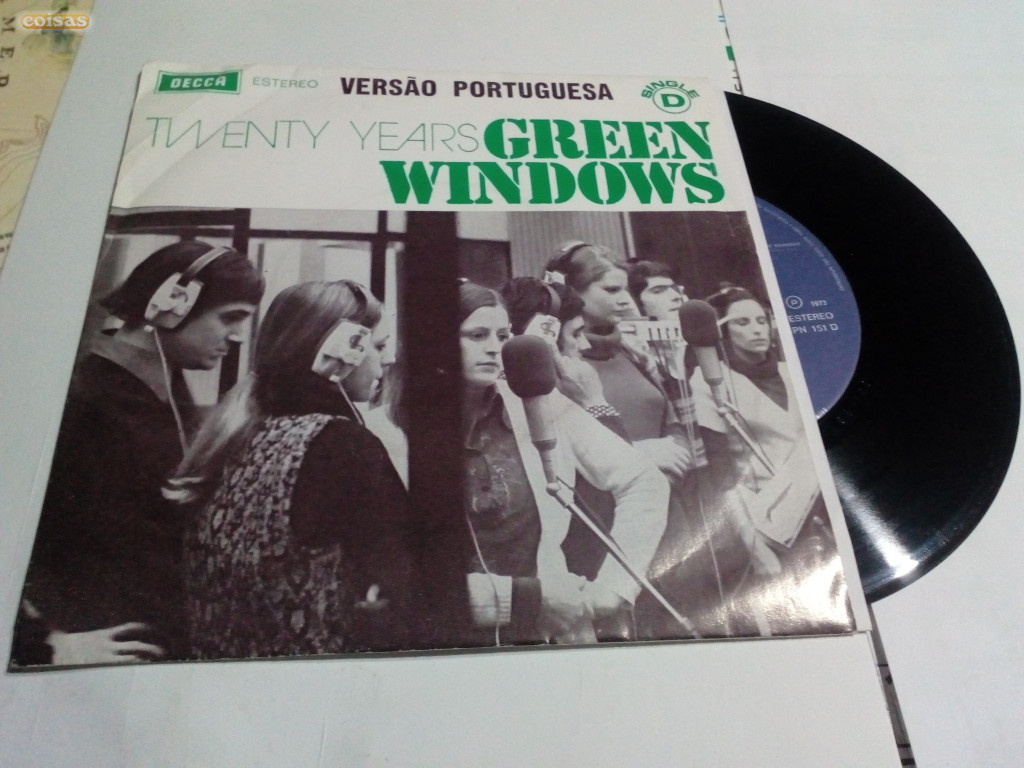 coisas
DECCA
ESTEREO
VERSÃO PORTUGUESA
SINGLE
D
TWENTY YEARS GREEN
WINDOWS
P 1973
ESTEREO
PN 151 D